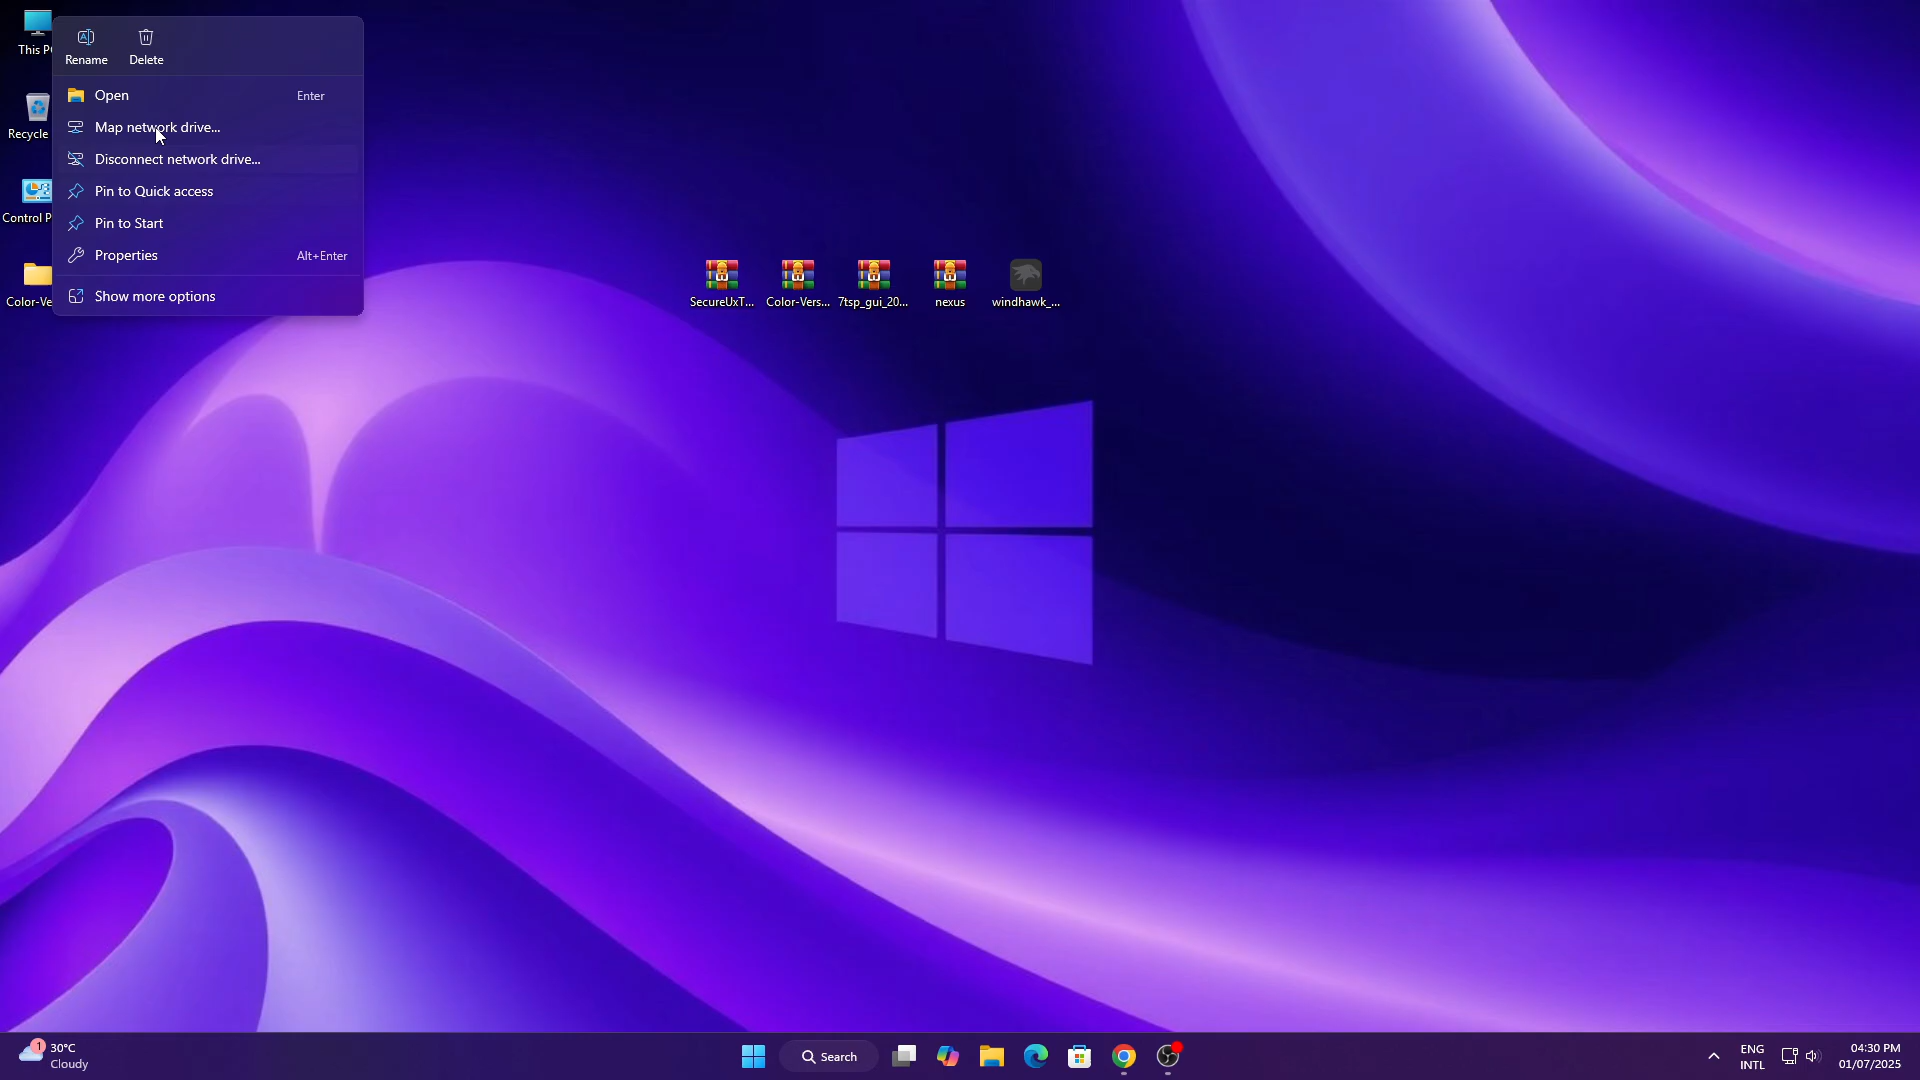 This PC
Rename
Delete
Open
Enter
Map network drive...
Disconnect network drive...
Pin to Quick access
Pin to Start
Properties
Alt+Enter
Show more options
Recycle
Control P
Color-Ve
SecureUxT...
Color-Vers...
7tsp_gui_20...
nexus
windhawk_...
1
30°C
Cloudy
Search
ENG
INTL
04:30 PM
01/07/2025